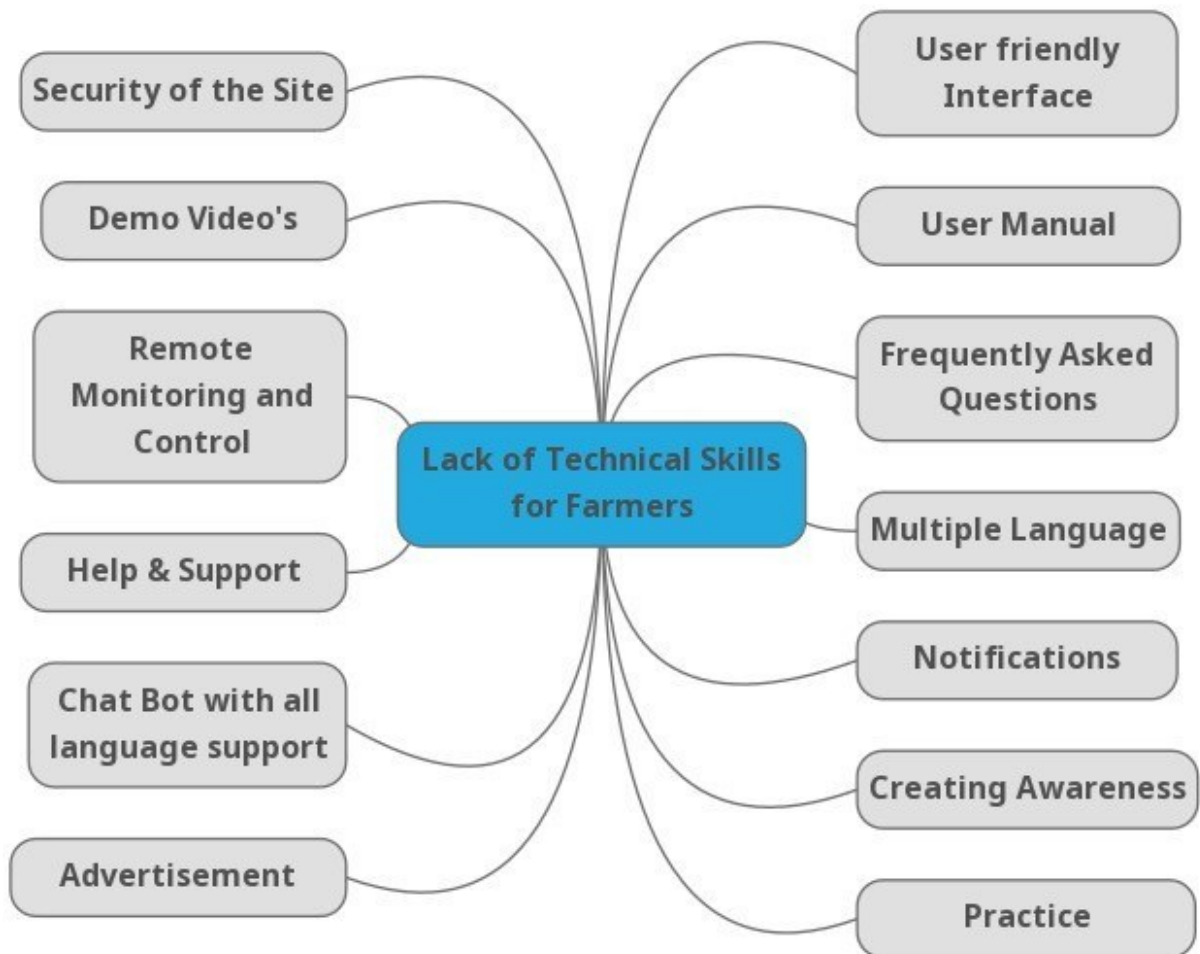 Security of the Site
Demo Video's
Remote
Monitoring and
Control
Help & Support
Chat Bot with all
language support
Advertisement
Lack of Technical Skills
for Farmers
User friendly
Interface
User Manual
Frequently Asked
Questions
Multiple Language
Notifications
Creating Awareness
Practice